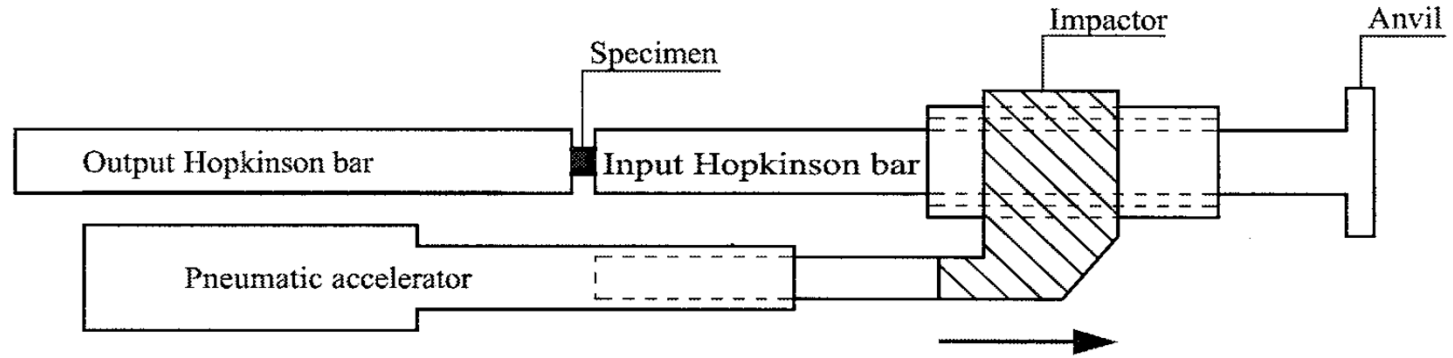 Impactor
Anvil
Specimen
Output Hopkinson bar
Input Hopkinson bar
Pneumatic accelerator